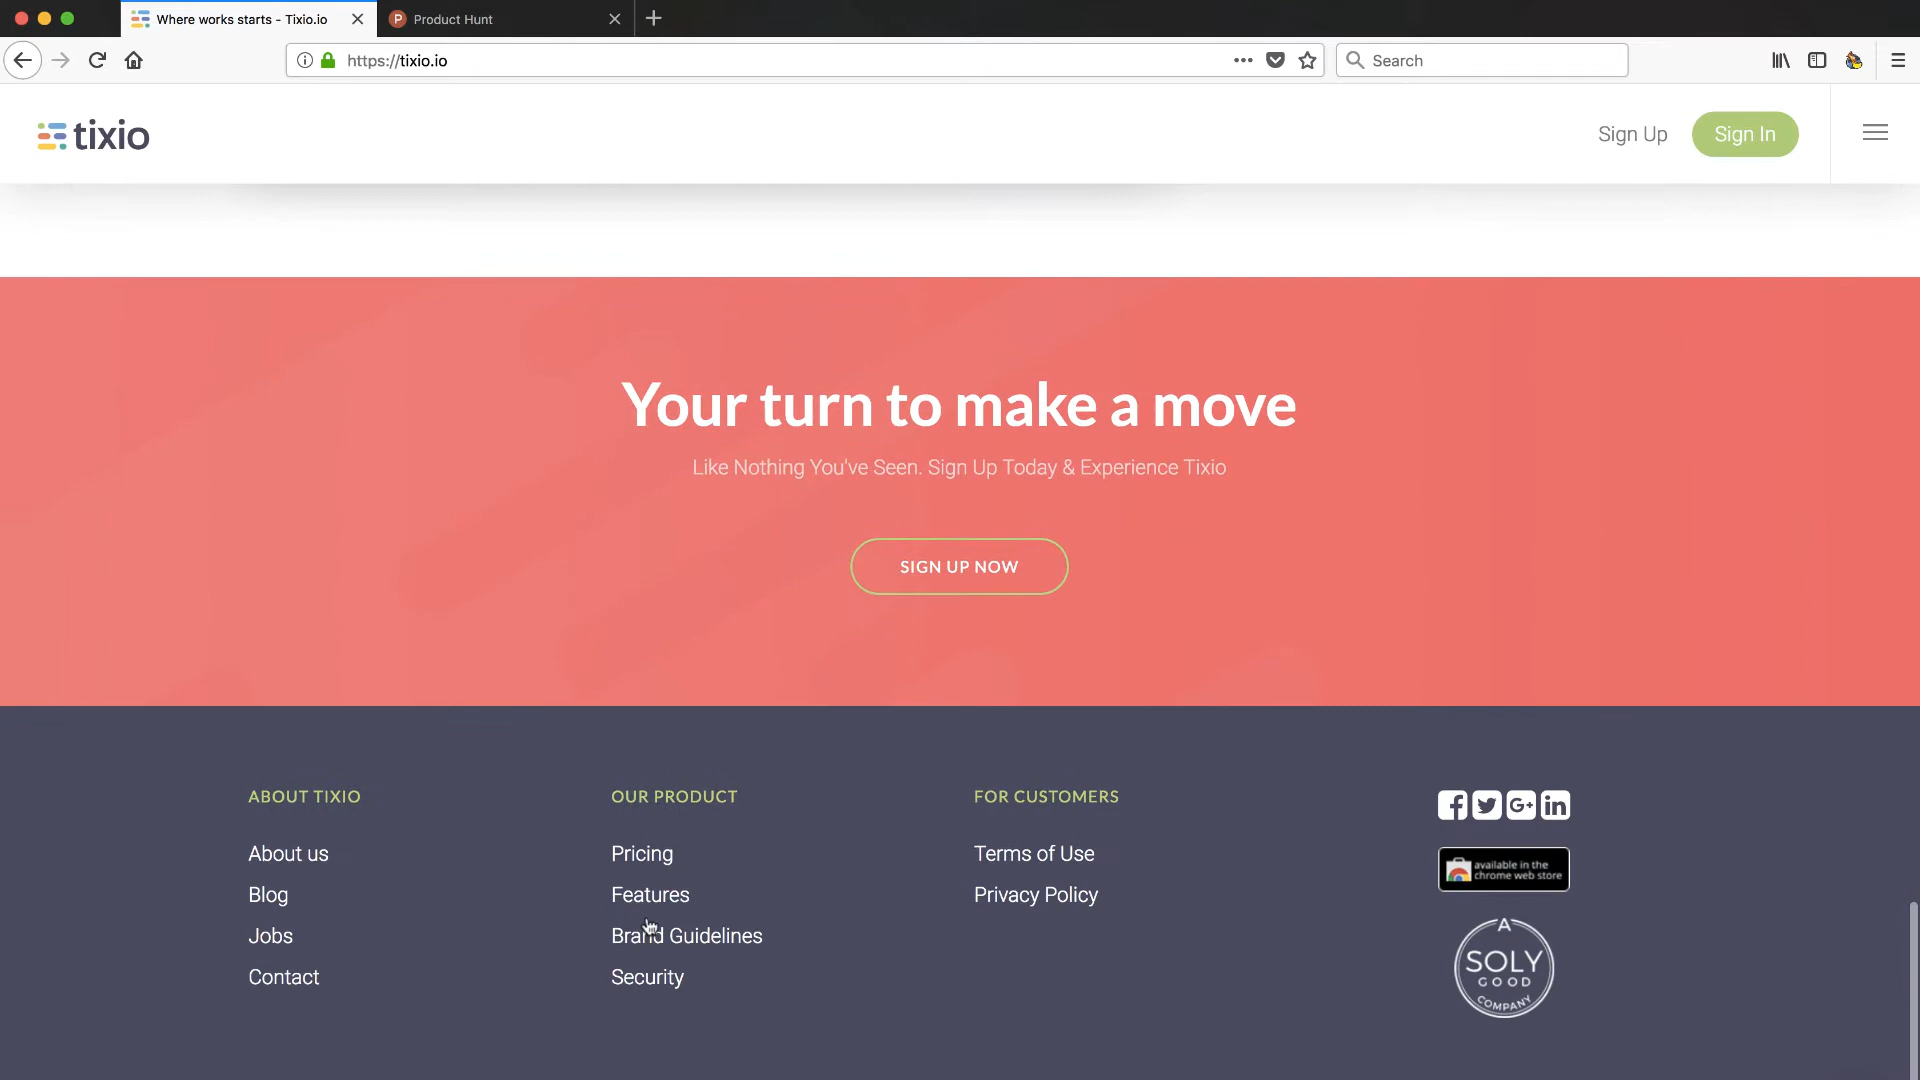 Where works starts - Tixio.io
Product Hunt
https://tixio.io
Search
tixio
Sign Up
Sign In
Your turn to make a move
Like Nothing You've Seen. Sign Up Today & Experience Tixio
SIGN UP NOW
ABOUT TIXIO
About us
Blog
Jobs
Contact
OUR PRODUCT
Pricing
Features
Brand Guidelines
Security
FOR CUSTOMERS
Terms of Use
Privacy Policy
available in the
chrome web store
A
SOLY
GOOD
COMPANY